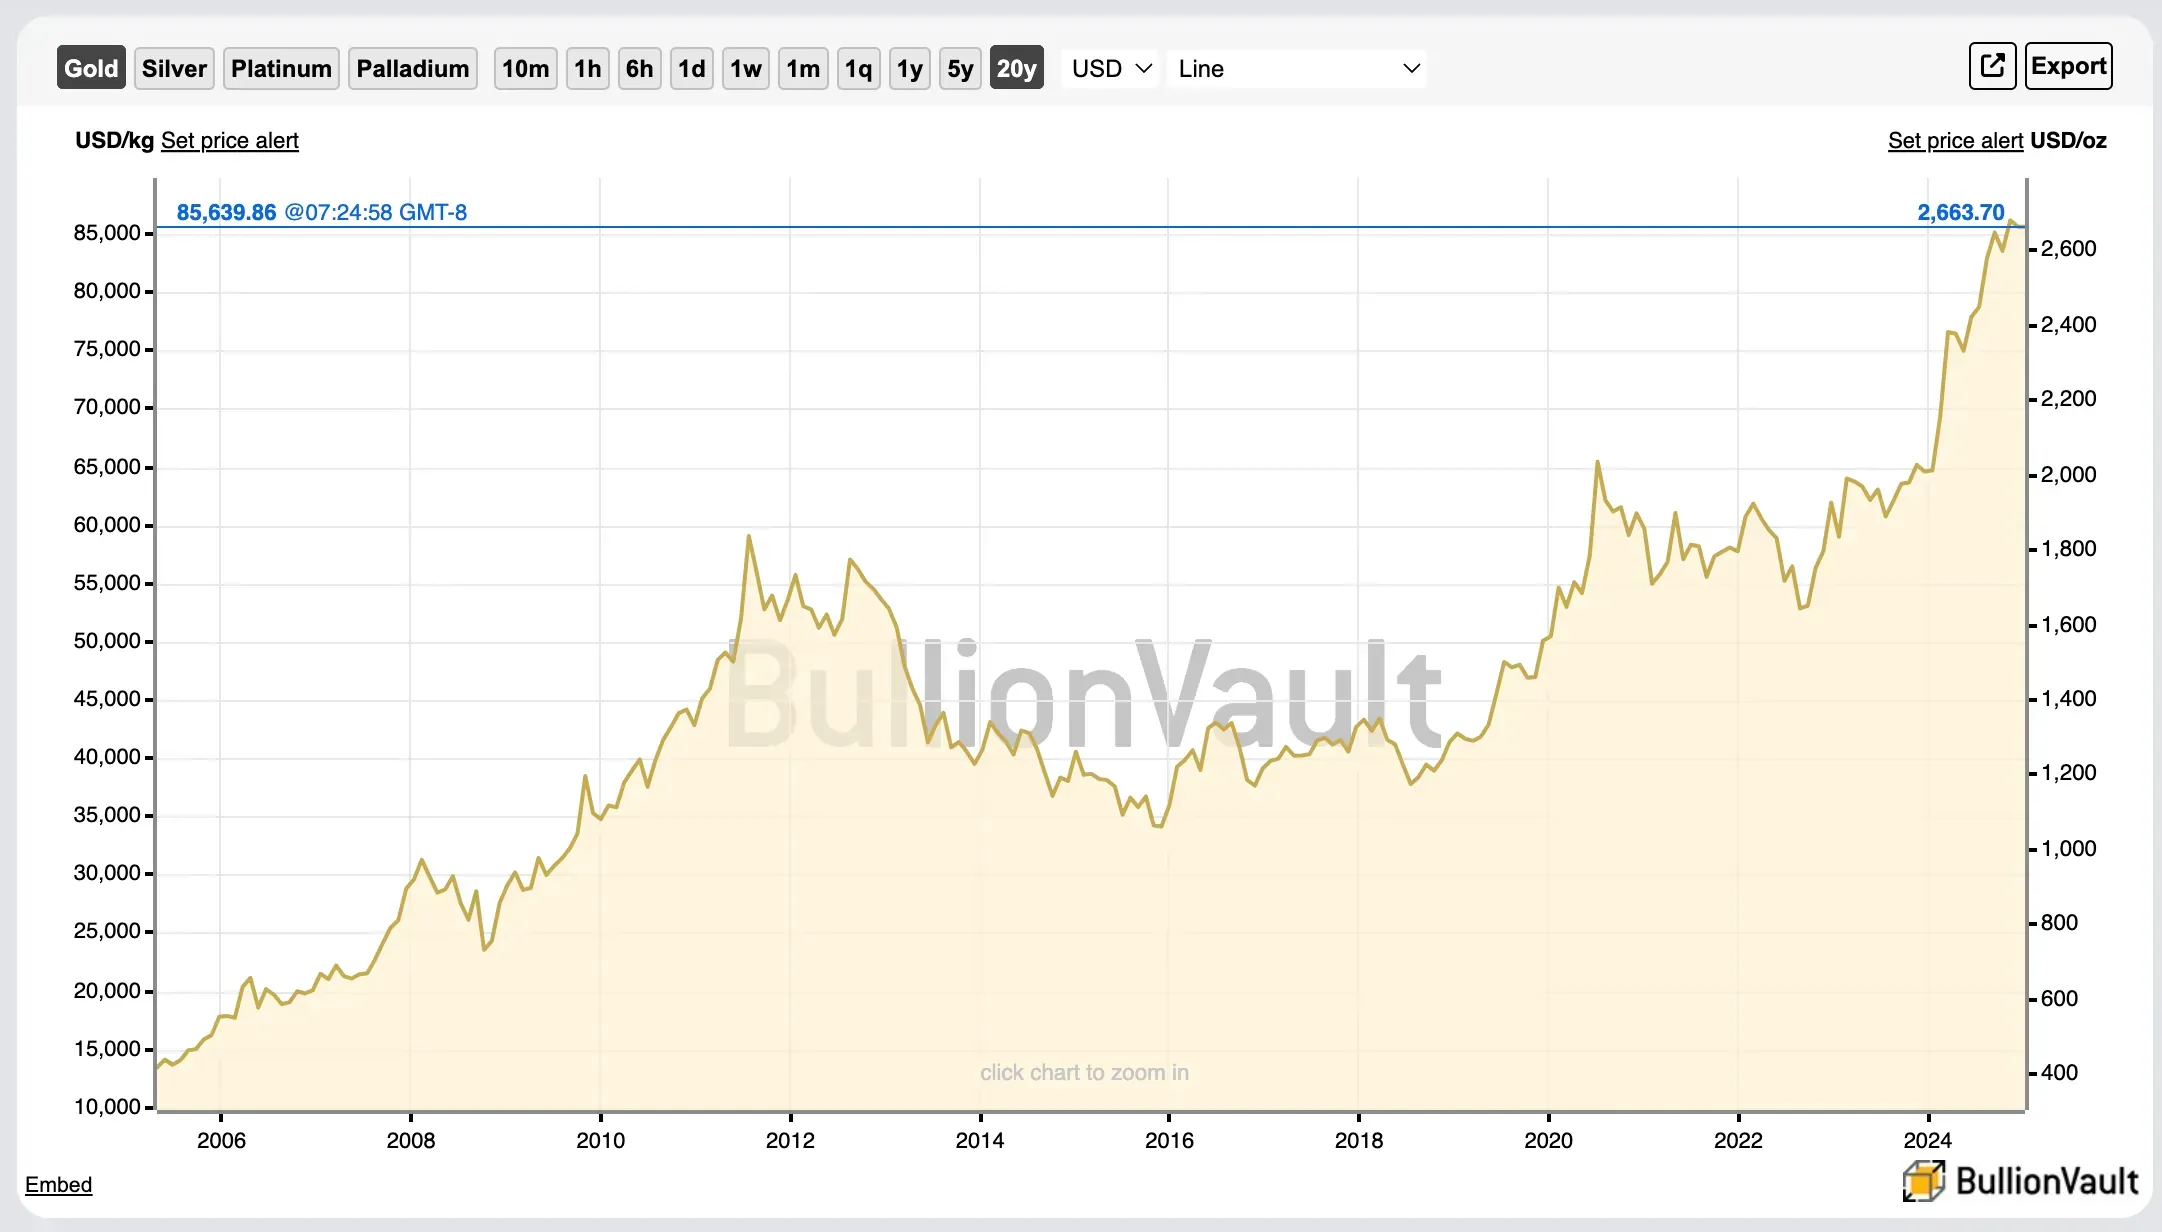 Gold Silver Platinum Palladium 10m 1h 6h 1d 1w 1m 1q 1y 5y 20y USD Line Export
USD/kg Set price alert Set price alert USD/oz
85,639.86 @07:24:58 GMT-8 2,663.70
85,000 2,600
80,000 2,400
75,000
70,000 2,200
65,000 2,000
60,000 1,800
55,000
50,000 1,600
45,000 1,400
40,000 1,200
35,000
30,000 1,000
25,000 800
20,000 600
15,000 400
10,000
BullionVault
click chart to zoom in
2006 2008 2010 2012 2014 2016 2018 2020 2022 2024
Embed BullionVault